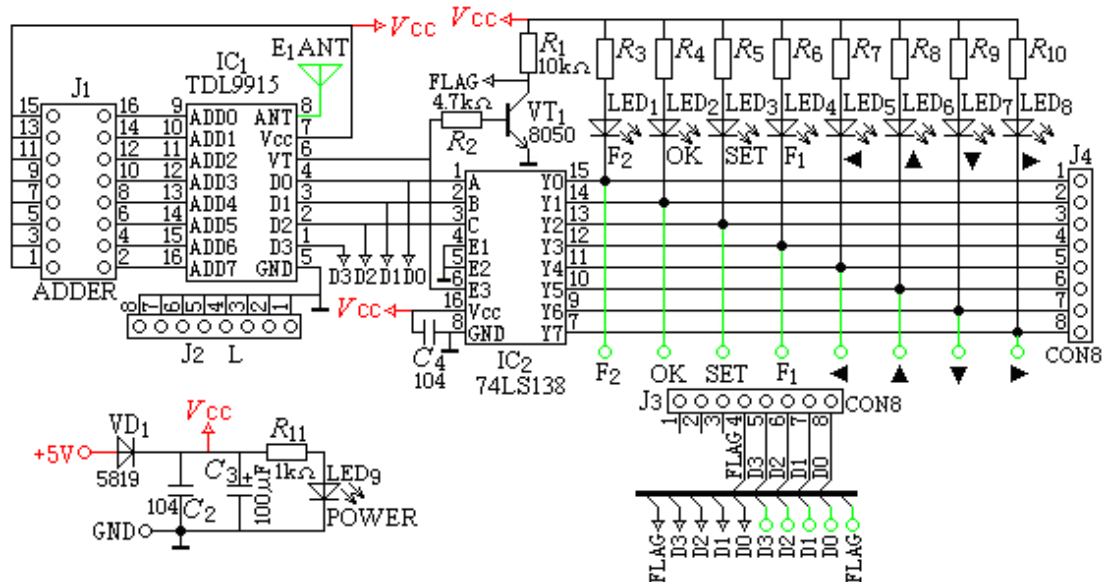 VCC
VCC
E1ANT
IC1
TDL9915
J1
15 16 9 ADD0 ANT 8
13 14 10 ADD1 Vcc 7
11 12 11 ADD2 VT 6
9 10 12 ADD3 D0 4
7 8 13 ADD4 D1 3
5 6 14 ADD5 D2 2
3 4 15 ADD6 D3 1
1 2 16 ADD7 GND 5
ADDER
8 7 6 5 4 3 2 1
J2 L
D3 D2 D1 D0
FLAG
R1
10kΩ
4.7kΩ
R2
VT1
8050
R3 R4 R5 R6 R7 R8 R9 R10
LED1 LED2 LED3 LED4 LED5 LED6 LED7 LED8
F2 OK SET F1 ◀ ▲ ▼ ▶
J4
1 A Y0 15 1
2 B Y1 14 2
3 C Y2 13 3
4 E1 Y3 12 4
5 E2 Y4 11 5
6 E3 Y5 10 6
16 Vcc Y6 9 7
8 GND Y7 7 8
VCC
C4
104
IC2
74LS138
CON8
F2 OK SET F1 ◀ ▲ ▼ ▶
J3 CON8
1 2 3 4 5 6 7 8
FLAG D3 D2 D1 D0
FLAG D3 D2 D1 D0 D3 D2 D1 D0 FLAG
VCC
VD1
+5V
5819
R11
1kΩ
C3
+
100μF
LED9
104 C2
POWER
GND